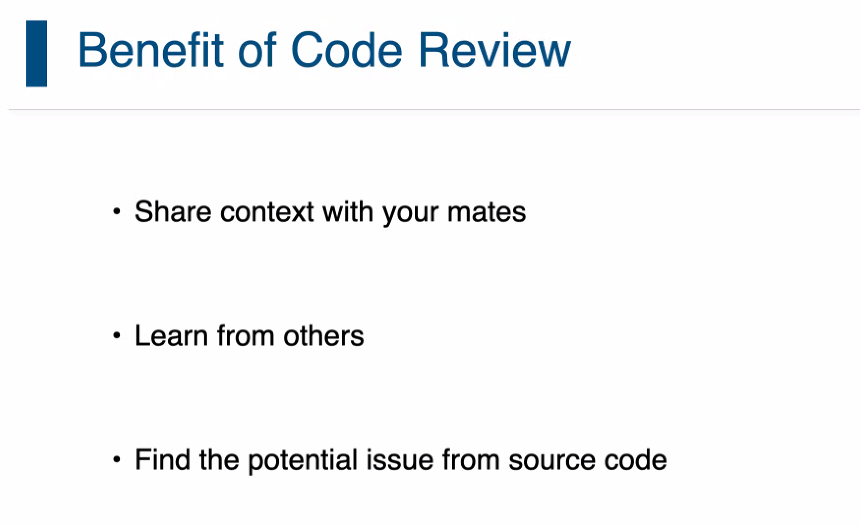 Benefit of Code Review
• Share context with your mates
• Learn from others
• Find the potential issue from source code